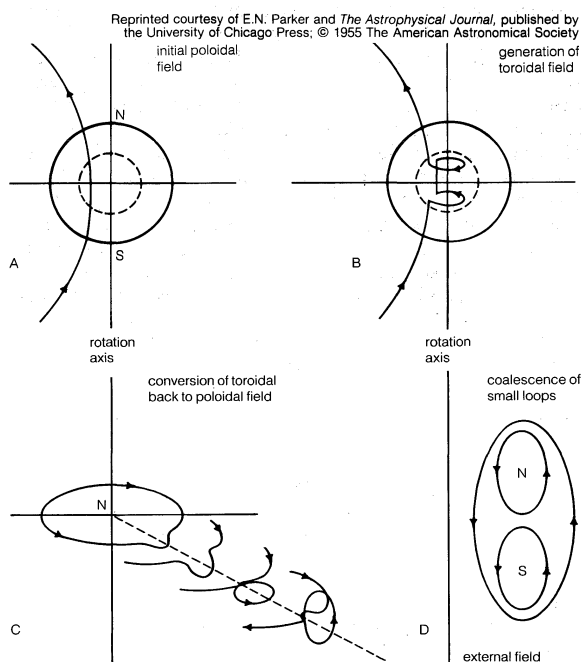 Reprinted courtesy of E.N. Parker and The Astrophysical Journal, published by
the University of Chicago Press; © 1955 The American Astronomical Society
initial poloidal
field
N
S
A
rotation
axis
generation of
toroidal field
B
rotation
axis
conversion of toroidal
back to poloidal field
N
C
coalescence of
small loops
N
S
D
external field